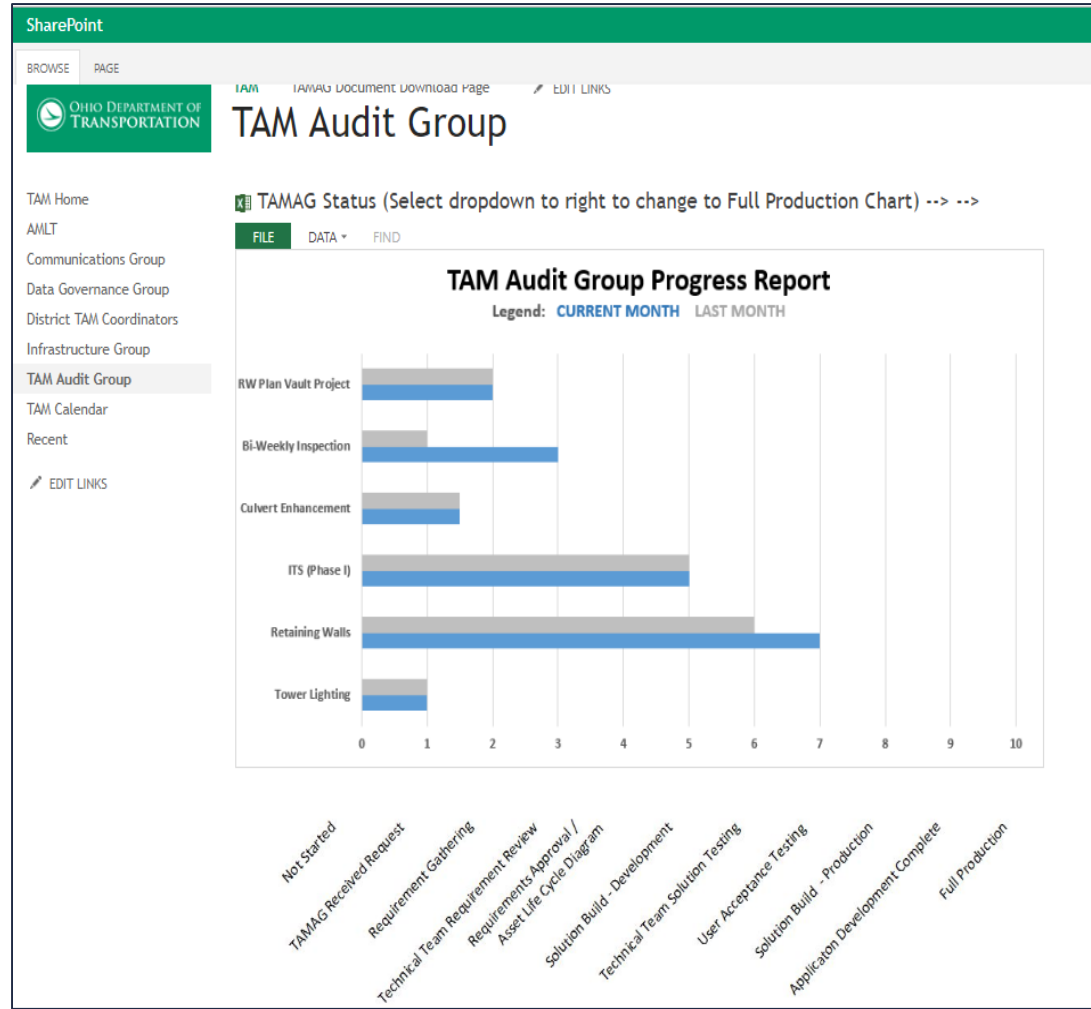 SharePoint
BROWSE PAGE
TAM TAMAG Document Download Page EDIT LINKS
OHIO DEPARTMENT OF
TRANSPORTATION
TAM Audit Group
TAM Home
AMLT
Communications Group
Data Governance Group
District TAM Coordinators
Infrastructure Group
TAM Audit Group
TAM Calendar
Recent
EDIT LINKS
TAMAG Status (Select dropdown to right to change to Full Production Chart) --> -->
FILE DATA FIND
TAM Audit Group Progress Report
Legend: CURRENT MONTH LAST MONTH
RW Plan Vault Project
Bi-Weekly Inspection
Culvert Enhancement
ITS (Phase I)
Retaining Walls
Tower Lighting
0 1 2 3 4 5 6 7 8 9 10
Not Started
TAMAG Received Request
Requirement Gathering
Technical Team Requirement Review
Requirements Approval /
Asset Life Cycle Diagram
Solution Build - Development
Technical Team Solution Testing
User Acceptance Testing
Solution Build - Production
Applicaton Development Complete
Full Production